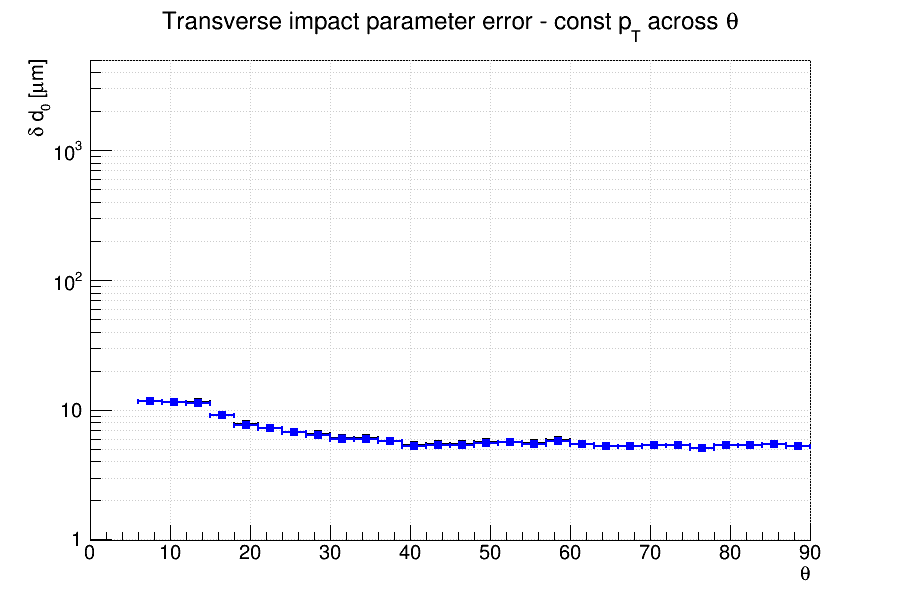 Transverse impact parameter error - const p_T across θ
δ d_0 [μm]
10^3
10^2
10
1
0 10 20 30 40 50 60 70 80 90
θ